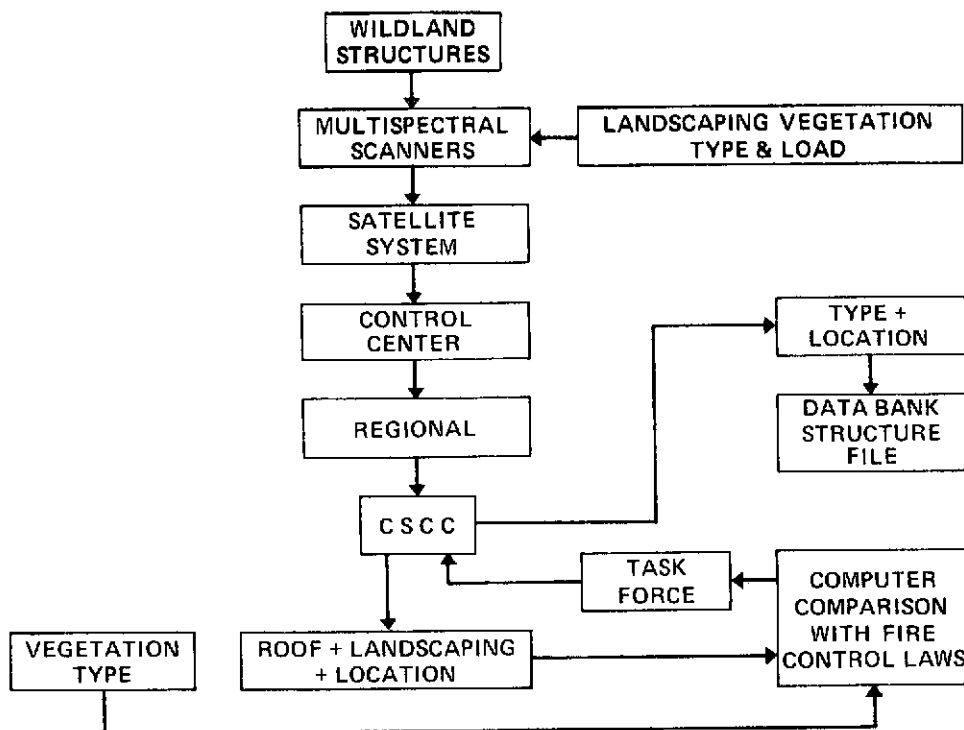 WILDLAND
STRUCTURES
MULTISPECTRAL
SCANNERS
LANDSCAPING VEGETATION
TYPE & LOAD
SATELLITE
SYSTEM
CONTROL
CENTER
TYPE +
LOCATION
REGIONAL
DATA BANK
STRUCTURE
FILE
CSCC
TASK
FORCE
COMPUTER
COMPARISON
WITH FIRE
CONTROL LAWS
VEGETATION
TYPE
ROOF + LANDSCAPING
+ LOCATION